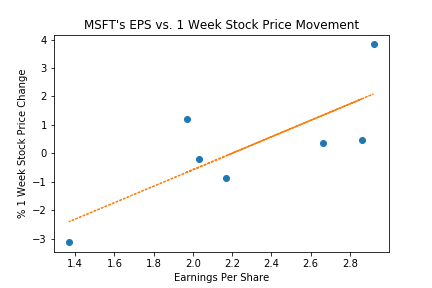 MSFT's EPS vs. 1 Week Stock Price Movement
% 1 Week Stock Price Change
4
3
2
1
0
−1
−2
−3
1.4 1.6 1.8 2.0 2.2 2.4 2.6 2.8
Earnings Per Share